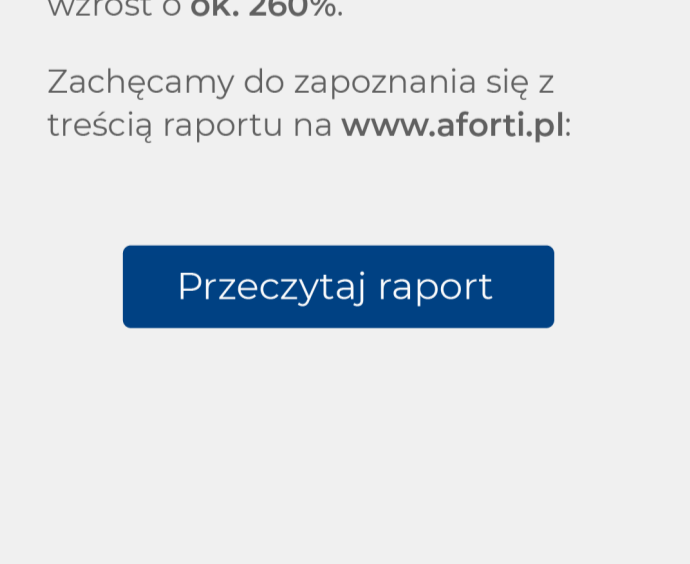 wzrost o ok. 260%.
Zachęcamy do zapoznania się z
treścią raportu na www.aforti.pl:
Przeczytaj raport